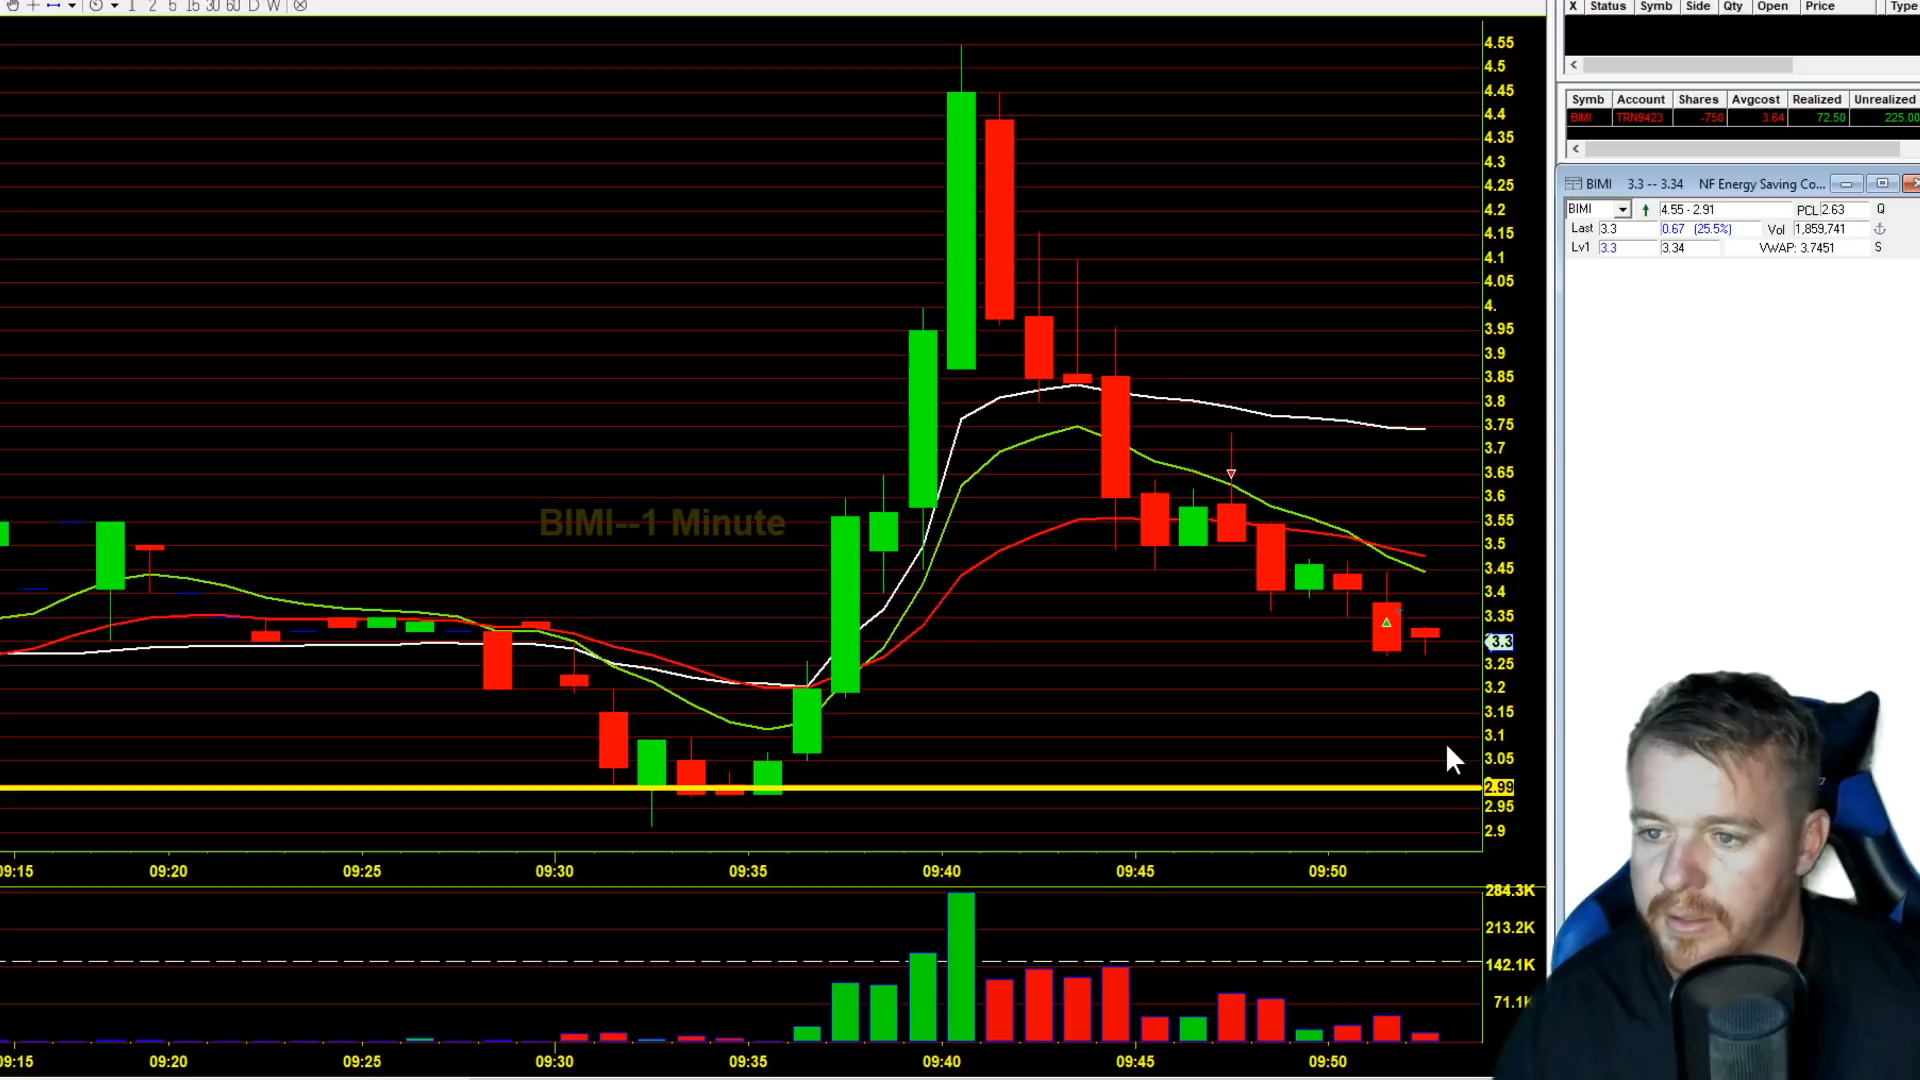 1 2 5 15 30 60 D W
X Status Symb Side Qty Open Price Type
4.55
4.5
4.45
4.4
4.35
4.3
4.25
4.2
4.15
4.1
4.05
4.
3.95
3.9
3.85
3.8
3.75
3.7
3.65
3.6
3.55
3.5
3.45
3.4
3.35
3.3
3.25
3.2
3.15
3.1
3.05
2.99
2.95
2.9
BIMI--1 Minute
Symb Account Shares Avgcost Realized Unrealized
BIMI TRN9423 -750 3.64 72.50 225.00
BIMI 3.3 -- 3.34 NF Energy Saving Co...
BIMI 4.55 - 2.91 PCL 2.63 Q
Last 3.3 0.67 (25.5%) Vol 1,859,741
Lv1 3.3 3.34 VWAP: 3.7451 S
09:15 09:20 09:25 09:30 09:35 09:40 09:45 09:50
284.3K
213.2K
142.1K
71.1K
09:15 09:20 09:25 09:30 09:35 09:40 09:45 09:50